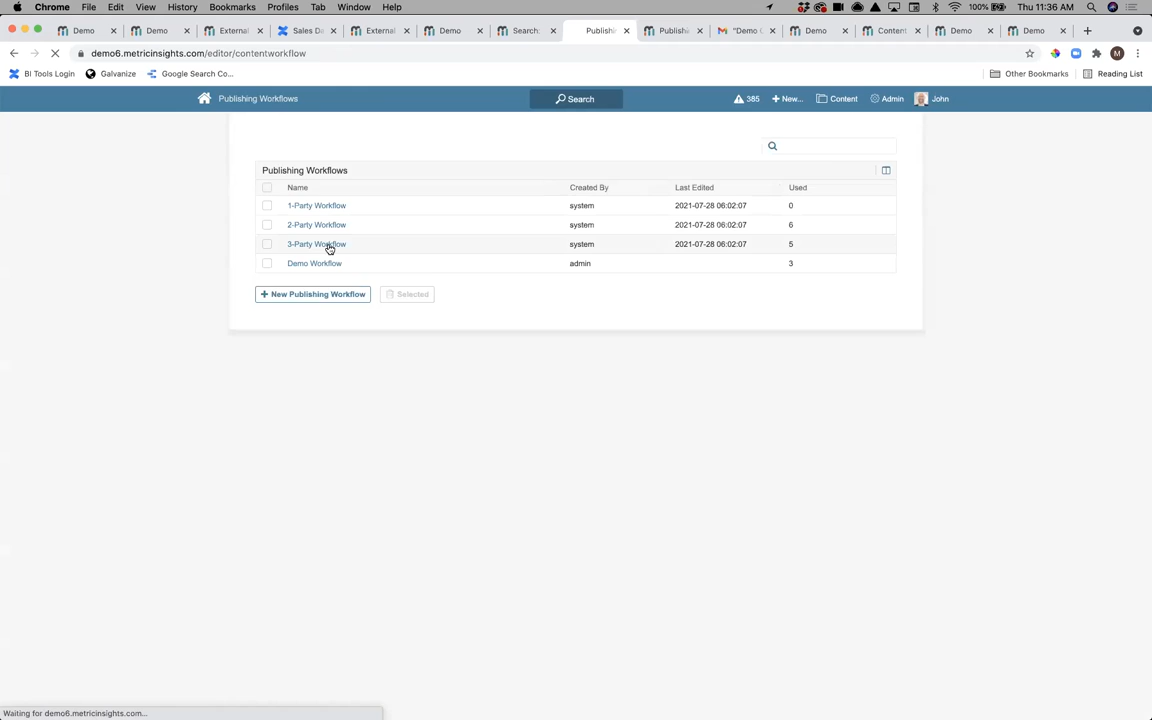 Chrome File Edit View History Bookmarks Profiles Tab Window Help 100% Thu 11:36 AM
Demo Demo External Sales Da External Demo Search: Publishi Publishi "Demo Demo Content Demo Demo
demo6.metricinsights.com/editor/contentworkflow M
BI Tools Login Galvanize Google Search Co... Other Bookmarks Reading List
Publishing Workflows Search 385 + New... Content Admin John
Publishing Workflows
Name Created By Last Edited Used
1-Party Workflow system 2021-07-28 06:02:07 0
2-Party Workflow system 2021-07-28 06:02:07 6
3-Party Workflow system 2021-07-28 06:02:07 5
Demo Workflow admin 3
+ New Publishing Workflow Selected
Waiting for demo6.metricinsights.com...